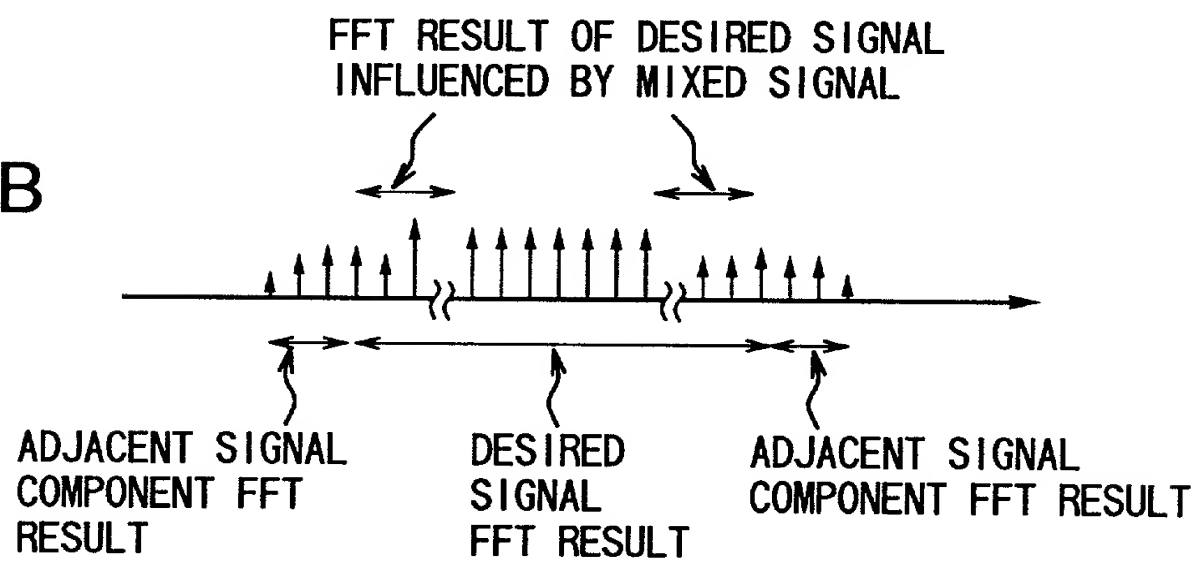 FFT RESULT OF DESIRED SIGNAL
INFLUENCED BY MIXED SIGNAL
B
ADJACENT SIGNAL
COMPONENT FFT
RESULT
DESIRED
SIGNAL
FFT RESULT
ADJACENT SIGNAL
COMPONENT FFT RESULT